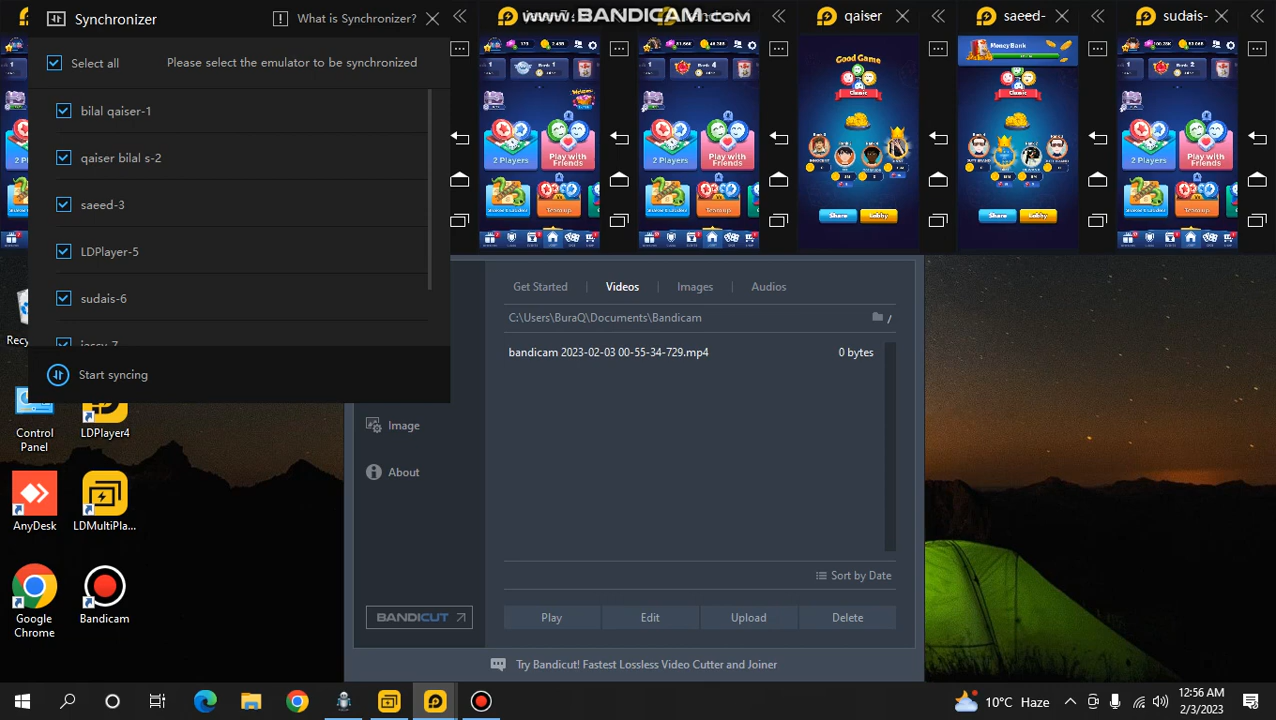 Synchronizer
What is Synchronizer?
Select all
Please select the emulator to be synchronized
bilal qaiser-1
qaiser bilal s-2
saeed-3
LDPlayer-5
sudais-6
Start syncing
www.BANDICAM.com
qaiser
saeed-
sudais-
2 Players
Play with Friends
2 Players
Play with Friends
Good Game
Classic
Share
Lobby
Money Bank
Classic
Share
Lobby
2 Players
Play with Friends
Get Started
Videos
Images
Audios
C:\Users\BuraQ\Documents\Bandicam
/
bandicam 2023-02-03 00-55-34-729.mp4
0 bytes
Image
About
Sort by Date
BANDICUT
Play
Edit
Upload
Delete
Try Bandicut! Fastest Lossless Video Cutter and Joiner
Control
Panel
LDPlayer4
AnyDesk
LDMultiPla...
Google
Chrome
Bandicam
10°C Haze
12:56 AM
2/3/2023